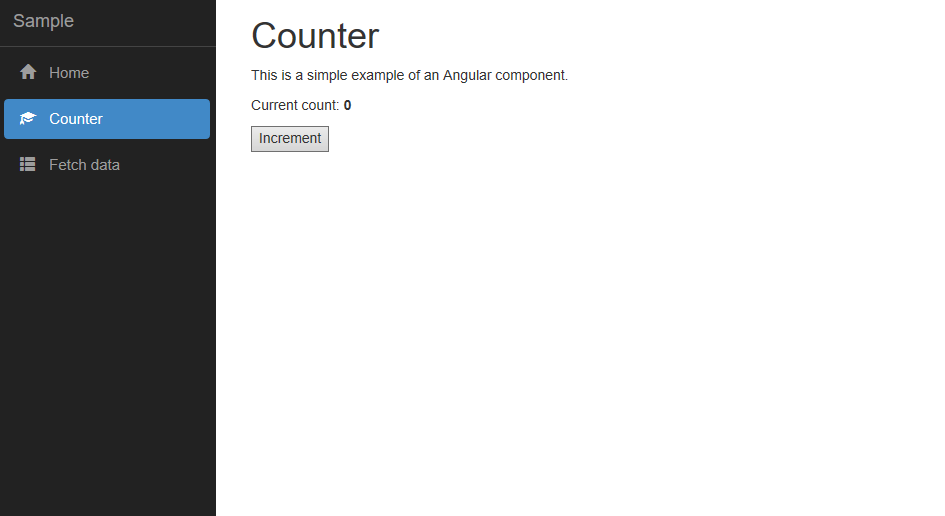 Sample
Home
Counter
Fetch data
Counter
This is a simple example of an Angular component.
Current count: 0
Increment